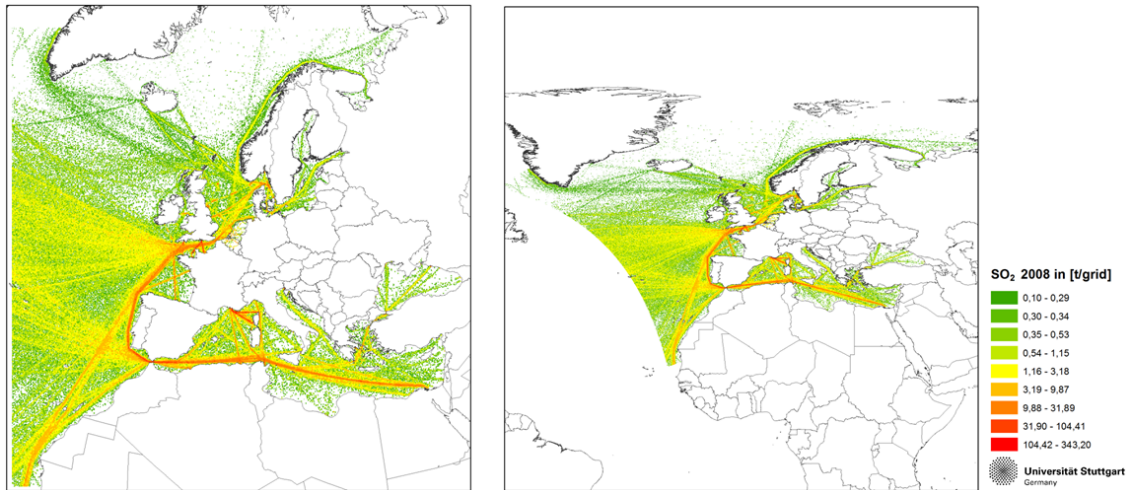 SO₂ 2008 in [t/grid]
0,10 - 0,29
0,30 - 0,34
0,35 - 0,53
0,54 - 1,15
1,16 - 3,18
3,19 - 9,87
9,88 - 31,89
31,90 - 104,41
104,42 - 343,20
Universität Stuttgart
Germany